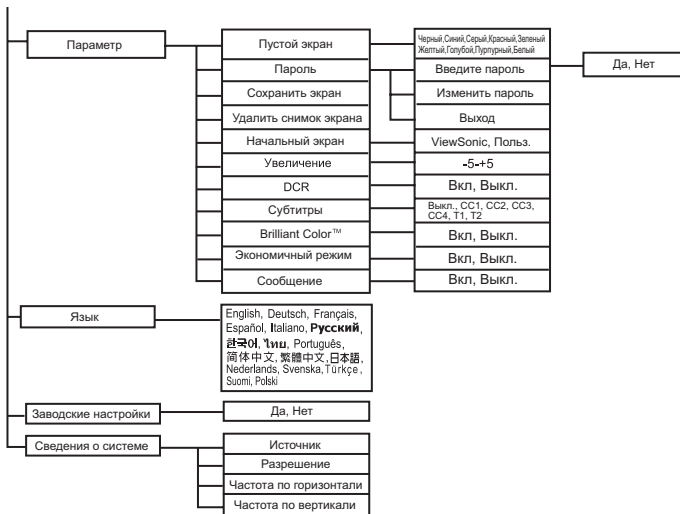 Параметр
Пустой экран
Черный,Синий,Серый,Красный,Зеленый
Желтый,Голубой,Пурпурный,Белый
Пароль
Введите пароль
Да, Нет
Сохранить экран
Изменить пароль
Удалить снимок экрана
Выход
Начальный экран
ViewSonic, Польз.
Увеличение
-5-+5
DCR
Вкл, Выкл.
Субтитры
Выкл., CC1, CC2, CC3,
CC4, T1, T2
Brilliant Color™
Вкл, Выкл.
Экономичный режим
Вкл, Выкл.
Сообщение
Вкл, Выкл.
Язык
English, Deutsch, Français,
Español, Italiano, Русский,
한국어, ไทย, Português,
简体中文, 繁體中文, 日本語,
Nederlands, Svenska, Türkçe,
Suomi, Polski
Заводские настройки
Да, Нет
Сведения о системе
Источник
Разрешение
Частота по горизонтали
Частота по вертикали